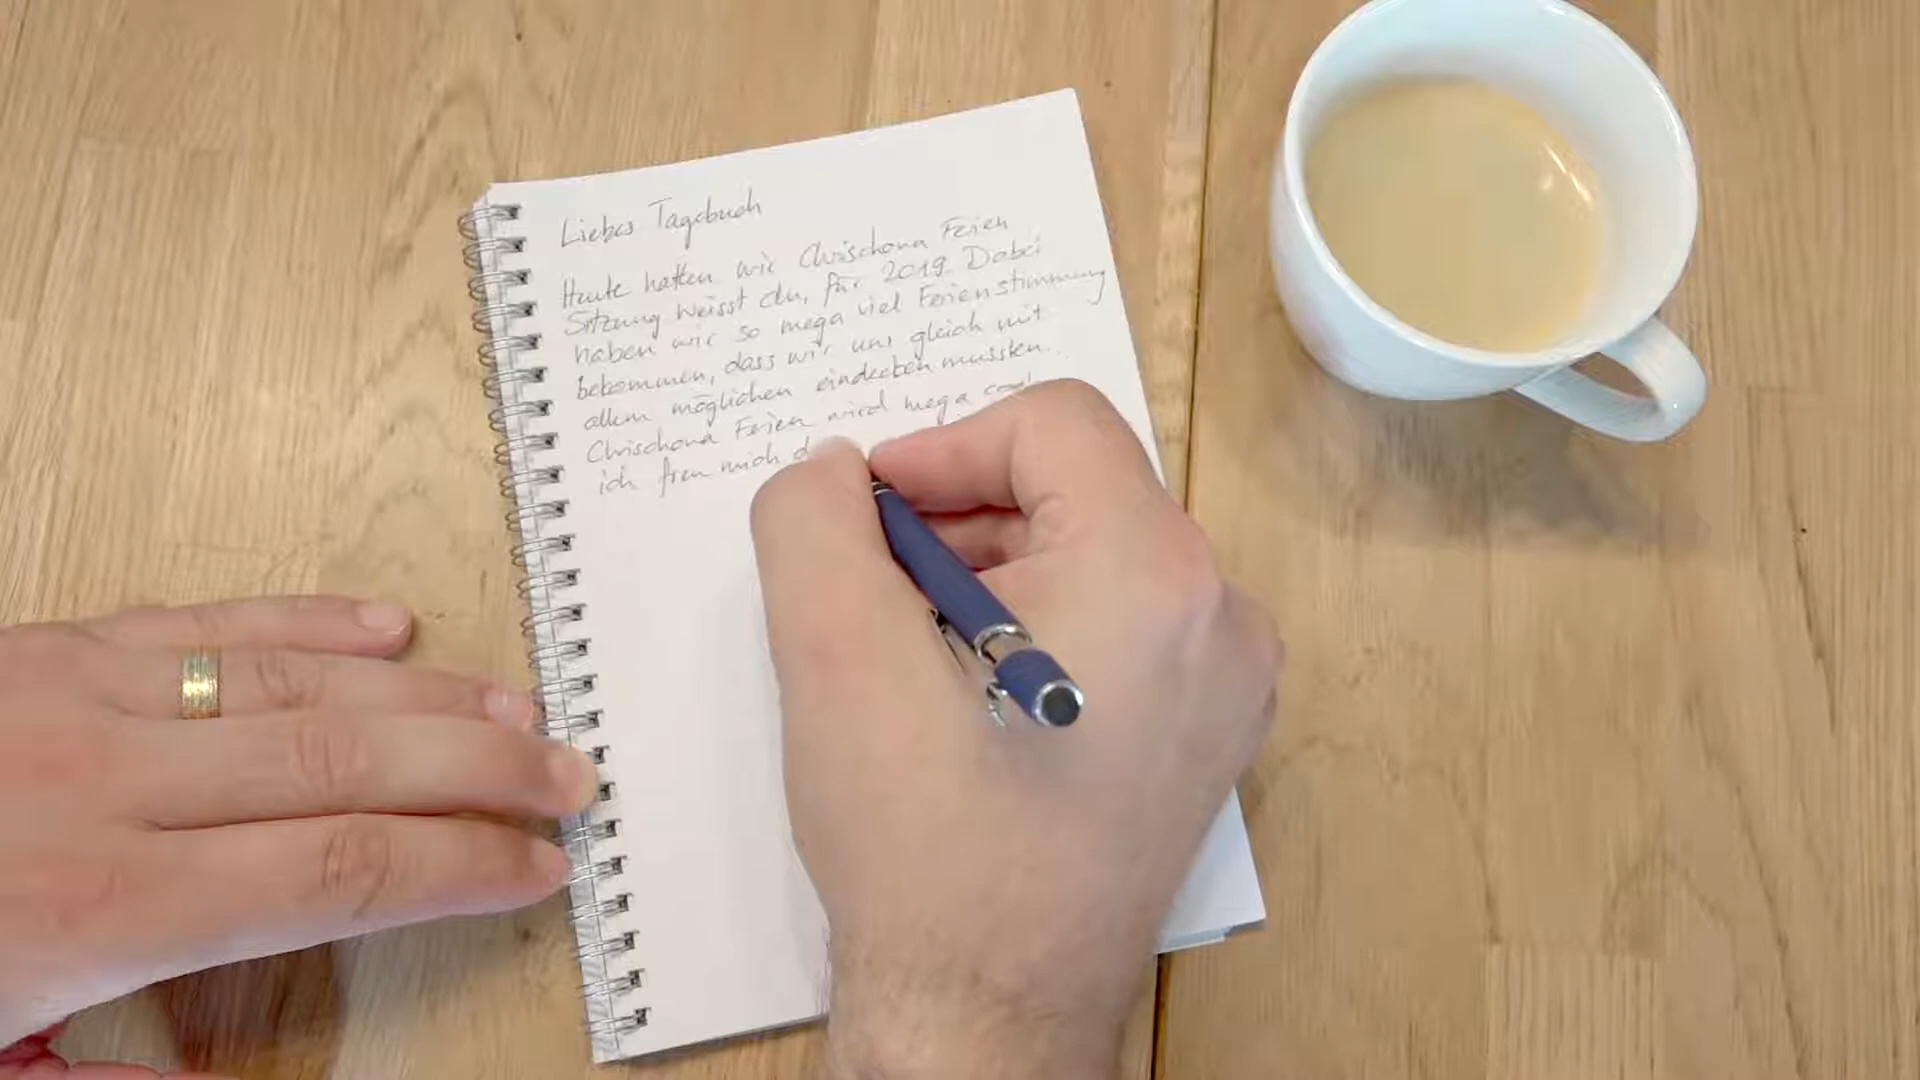 Liebes Tagebuch
Heute hatten wir Chrischona Ferien
Sitzung weisst du, für 2019. Dabei
haben wir so mega viel Ferienstimmung
bekommen, dass wir uns gleich mit
allem möglichen eindecken mussten...
Chrischona Ferien wird mega cool
ich freu mich d